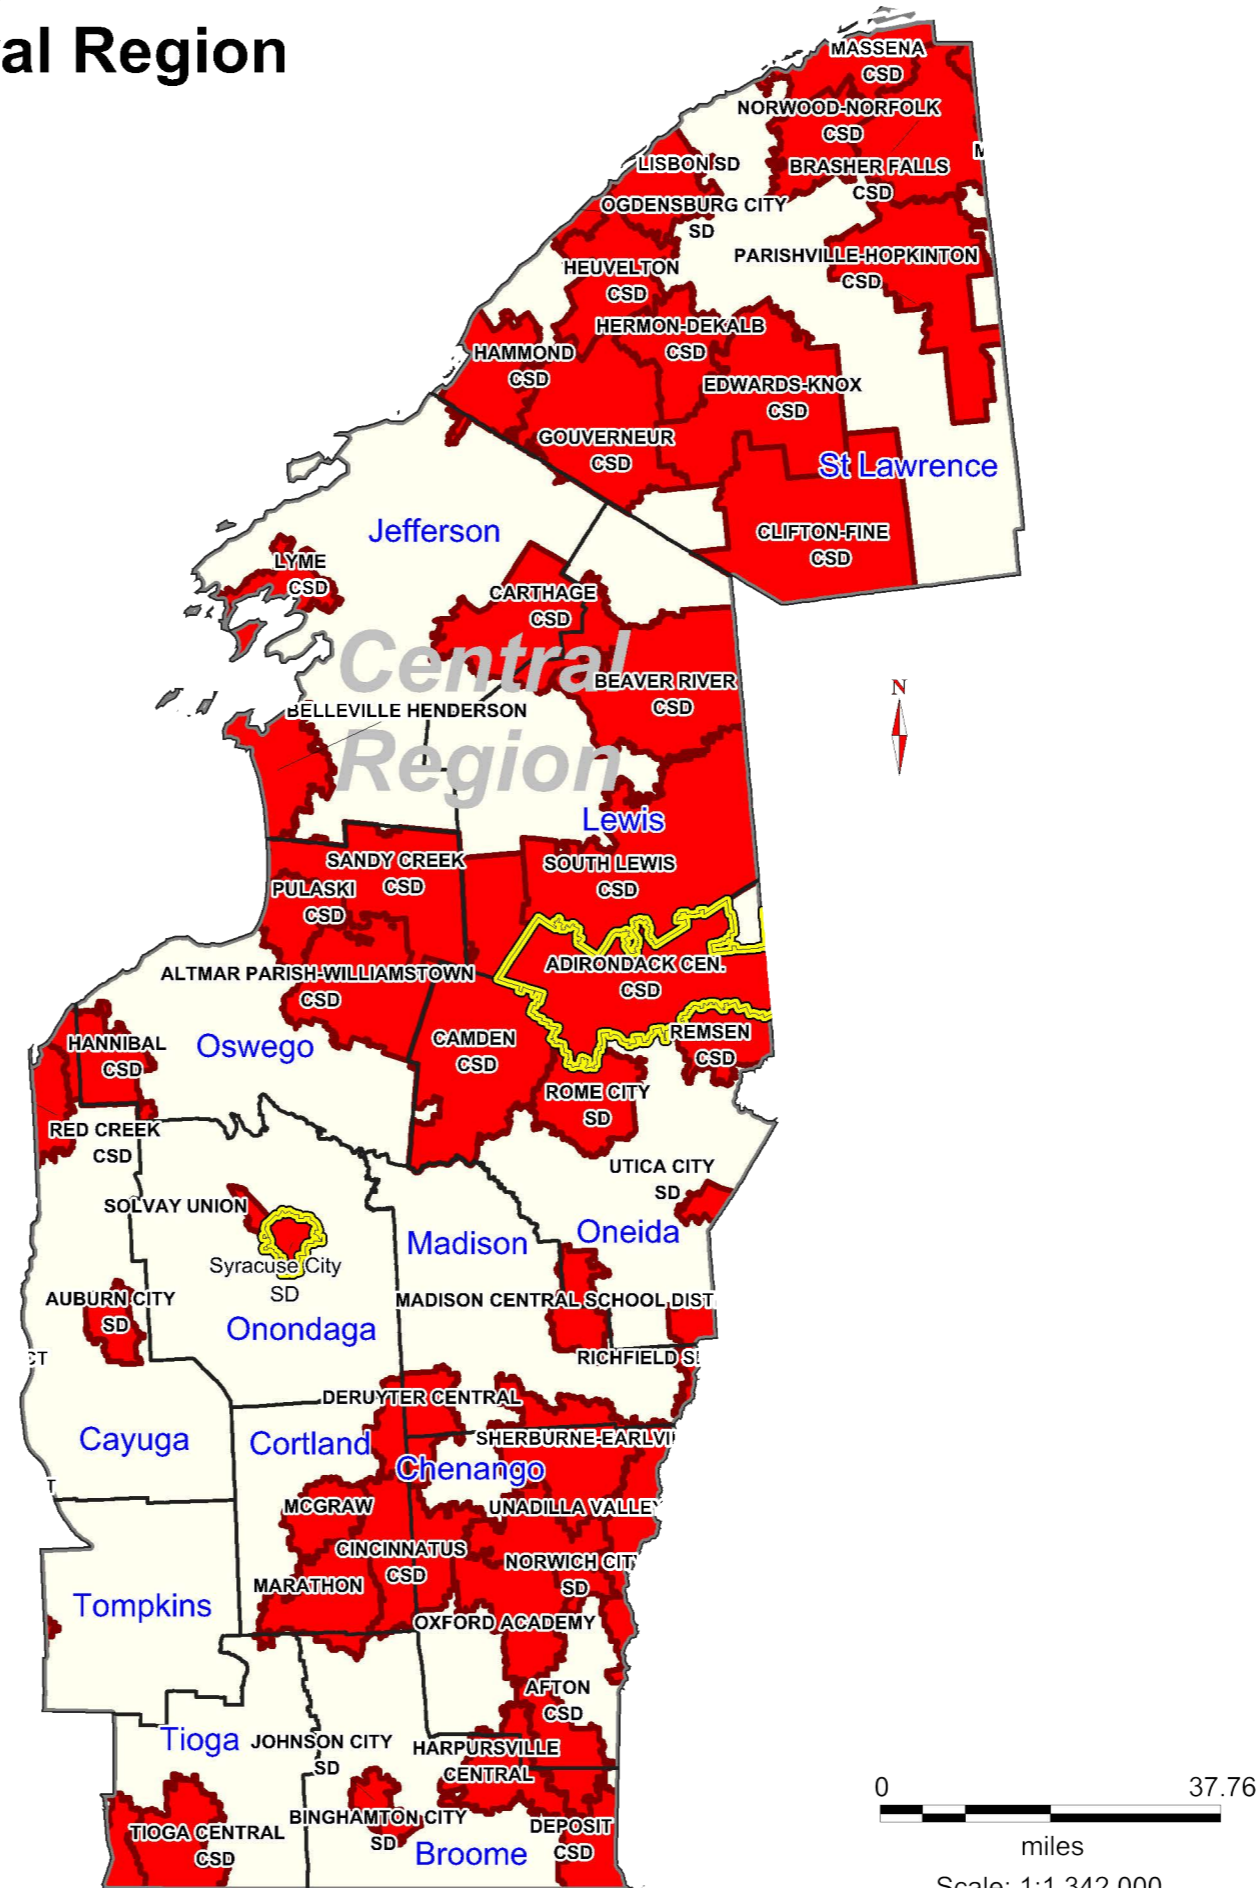 al Region
MASSENA
CSD
NORWOOD-NORFOLK
CSD
LISBON SD
BRASHER FALLS
CSD
OGDENSBURG CITY
SD
PARISHVILLE-HOPKINTON
CSD
HEUVELTON
CSD
HERMON-DEKALB
CSD
HAMMOND
CSD
EDWARDS-KNOX
CSD
GOUVERNEUR
CSD
St Lawrence
Jefferson
CLIFTON-FINE
CSD
LYME
CSD
CARTHAGE
CSD
Central
Region
BEAVER RIVER
CSD
N
BELLEVILLE HENDERSON
Lewis
SANDY CREEK
CSD
SOUTH LEWIS
CSD
PULASKI
CSD
ADIRONDACK CEN.
CSD
ALTMAR PARISH-WILLIAMSTOWN
CSD
HANNIBAL
CSD
Oswego
CAMDEN
CSD
REMSEN
CSD
ROME CITY
SD
RED CREEK
CSD
UTICA CITY
SD
SOLVAY UNION
Madison
Oneida
Syracuse City
SD
AUBURN CITY
SD
MADISON CENTRAL SCHOOL DIST
Onondaga
CT
RICHFIELD S
DERUYTER CENTRAL
Cayuga
Cortland
SHERBURNE-EARLVI
Chenango
T
MCGRAW
UNADILLA VALLEY
CINCINNATUS
CSD
NORWICH CITY
SD
MARATHON
Tompkins
OXFORD ACADEMY
AFTON
CSD
Tioga
JOHNSON CITY
SD
HARPURSVILLE
CENTRAL
BINGHAMTON CITY
SD
TIOGA CENTRAL
CSD
DEPOSIT
CSD
Broome
0 37.76
miles
Scale: 1:1,342,000